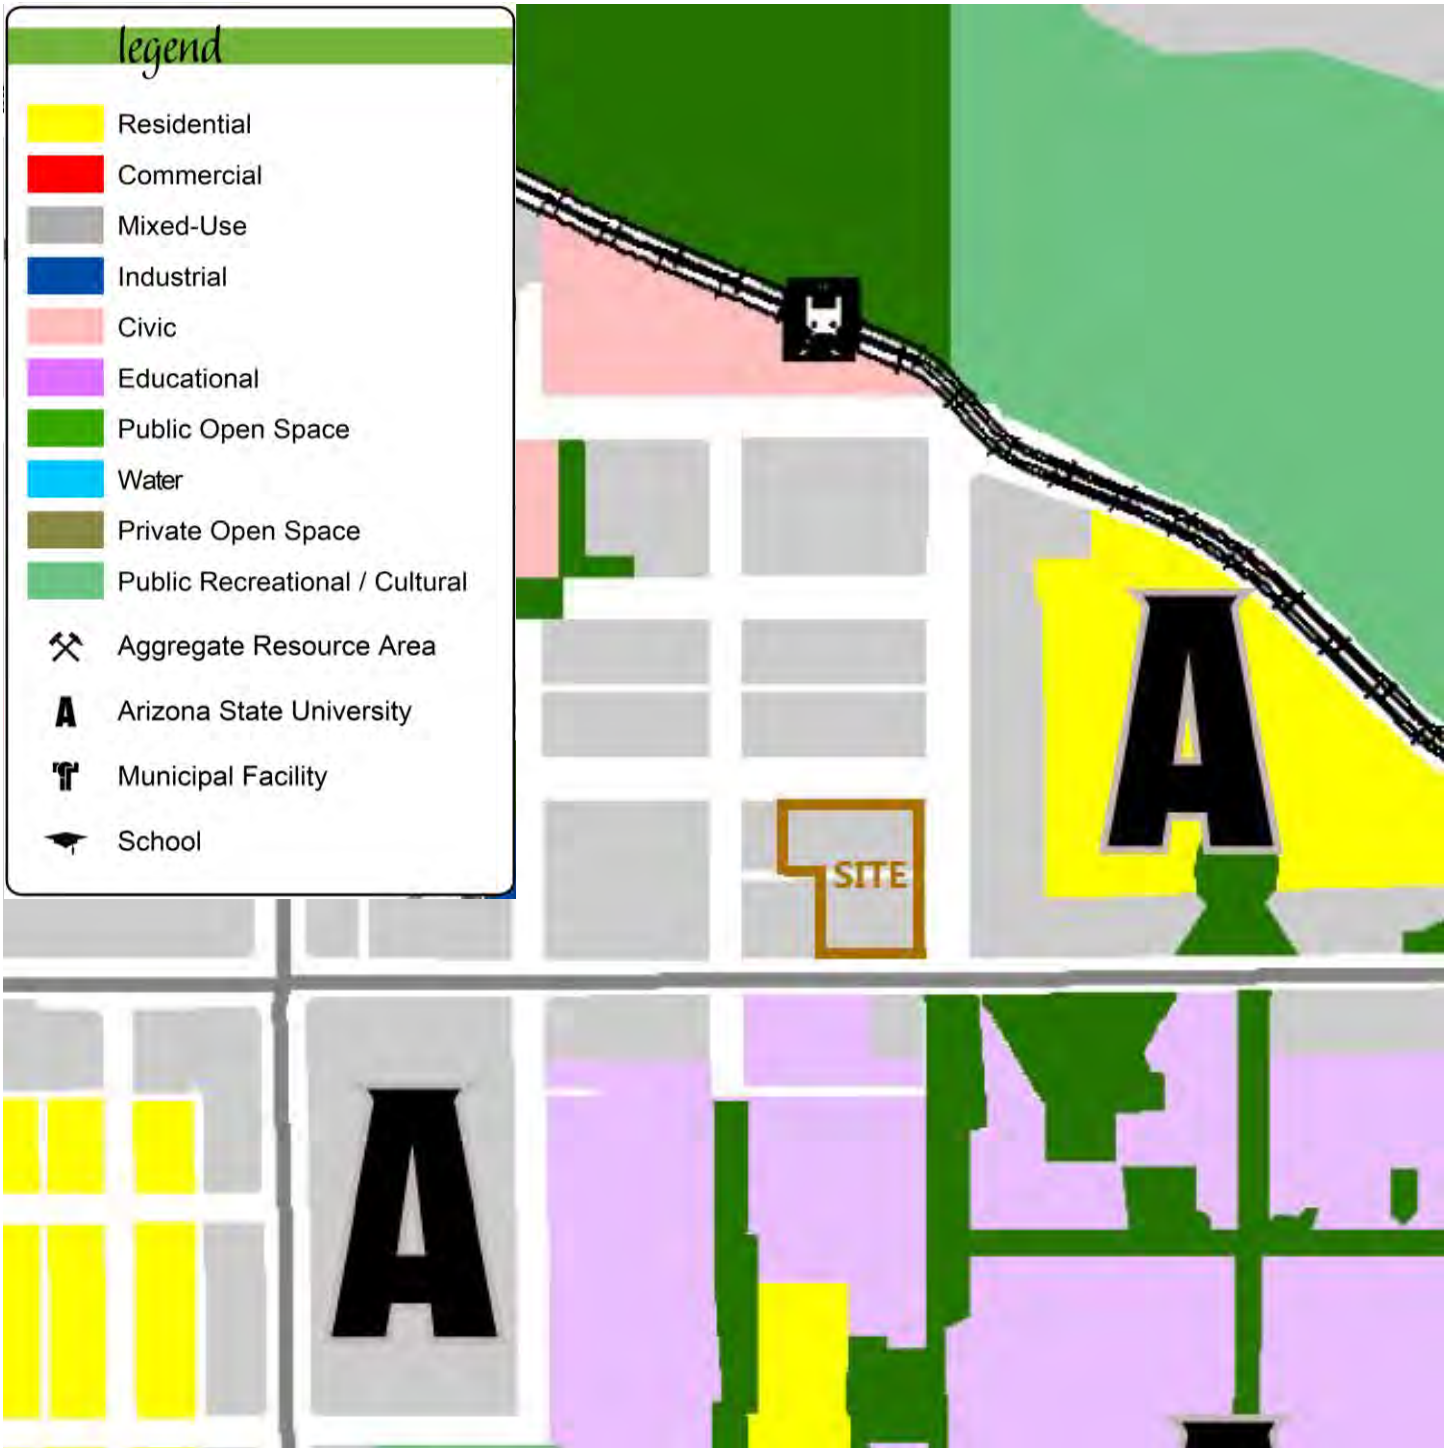 legend
Residential
Commercial
Mixed-Use
Industrial
Civic
Educational
Public Open Space
Water
Private Open Space
Public Recreational / Cultural
Aggregate Resource Area
A Arizona State University
Municipal Facility
School
A
SITE
A